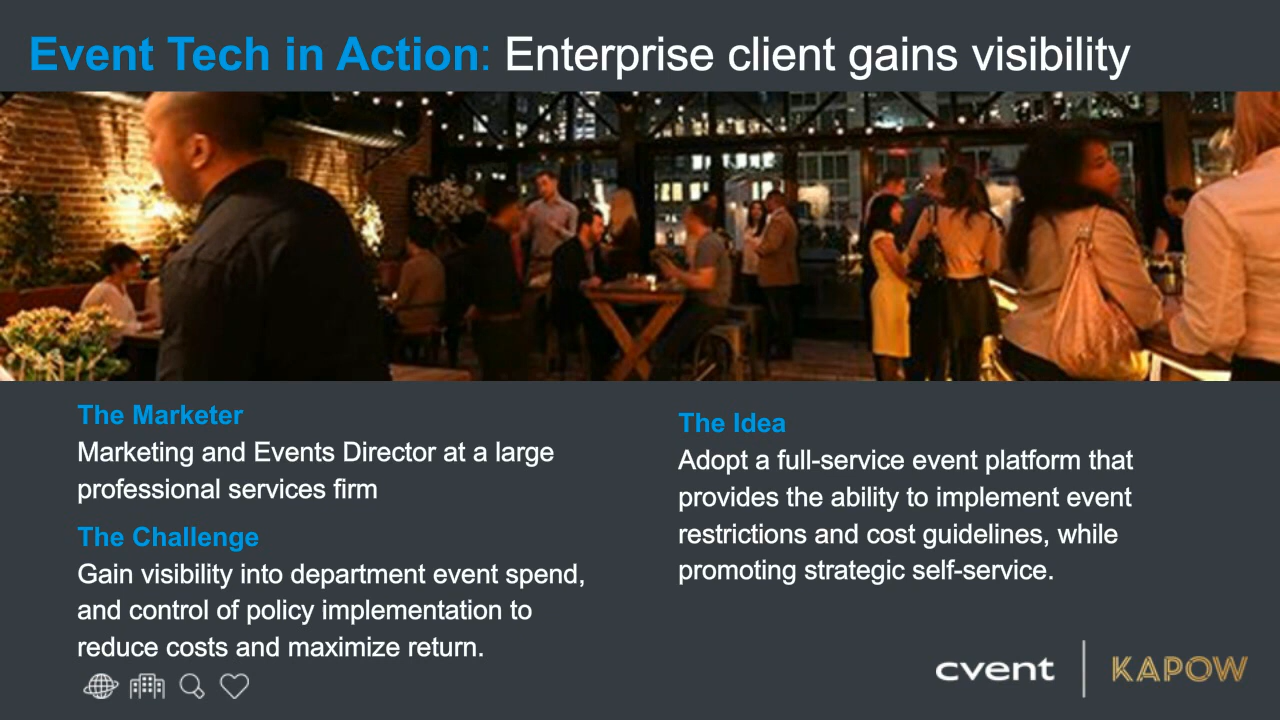 Event Tech in Action: Enterprise client gains visibility
The Marketer
Marketing and Events Director at a large
professional services firm
The Challenge
Gain visibility into department event spend,
and control of policy implementation to
reduce costs and maximize return.
The Idea
Adopt a full-service event platform that
provides the ability to implement event
restrictions and cost guidelines, while
promoting strategic self-service.
cvent
KAPOW